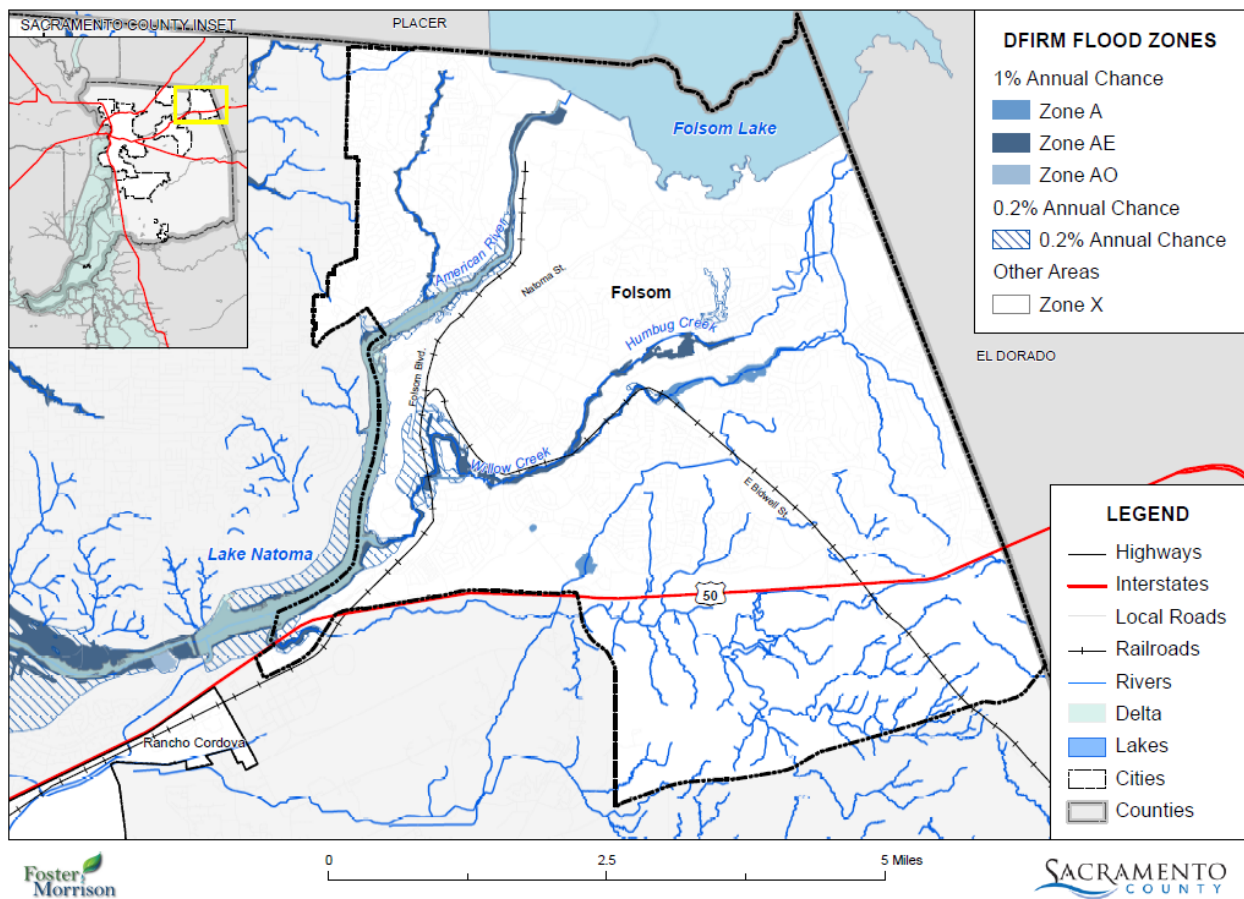 SACRAMENTO COUNTY INSET
PLACER
DFIRM FLOOD ZONES
1% Annual Chance
Zone A
Zone AE
Zone AO
0.2% Annual Chance
0.2% Annual Chance
Other Areas
Zone X
Folsom Lake
American River
Natoma St.
Folsom
Humbug Creek
EL DORADO
Folsom Blvd.
Willow Creek
E Bidwell St.
Lake Natoma
50
Rancho Cordova
LEGEND
Highways
Interstates
Local Roads
Railroads
Rivers
Delta
Lakes
Cities
Counties
Foster
Morrison
0
2.5
5 Miles
SACRAMENTO
COUNTY